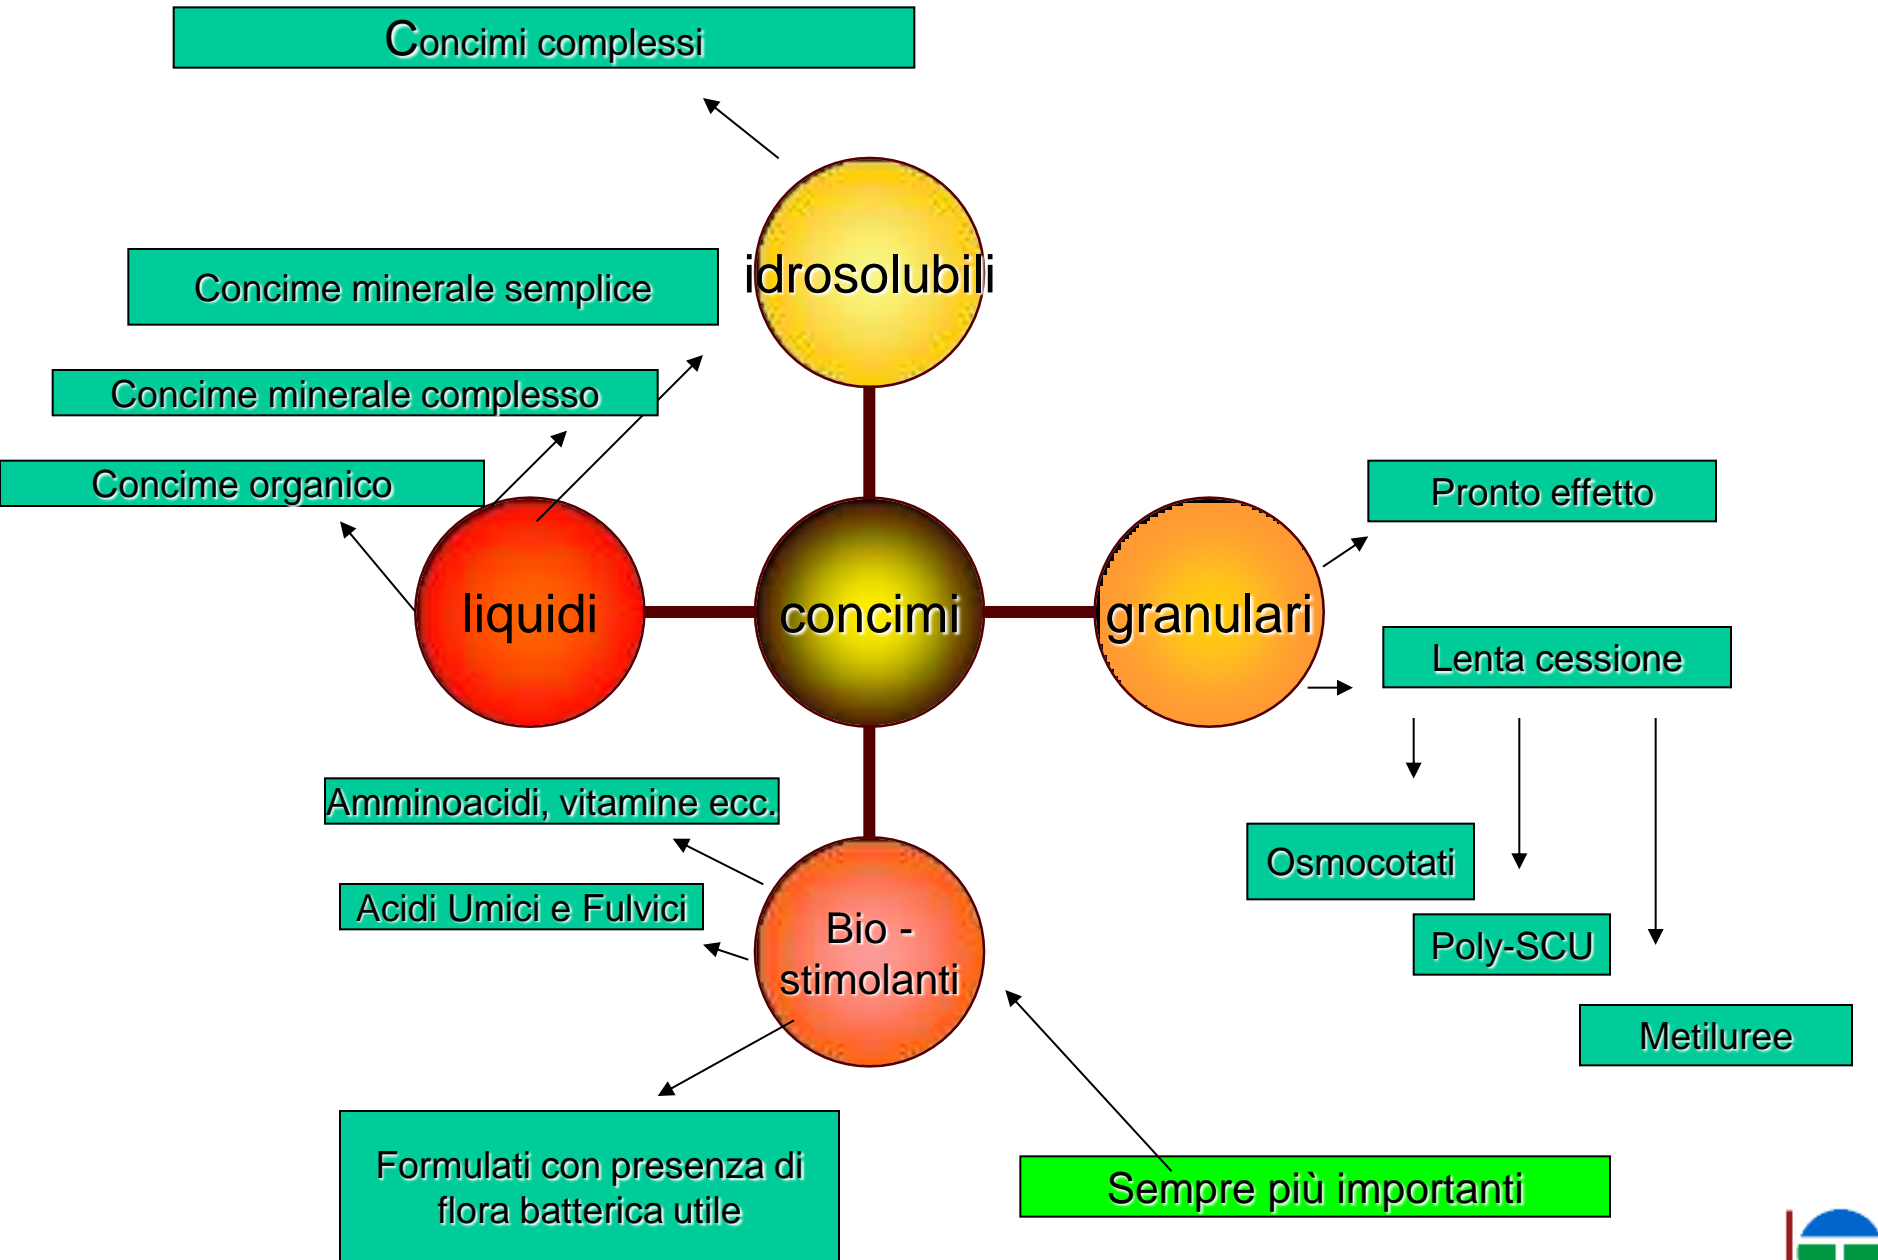 Concimi complessi
idrosolubili
Concime minerale semplice
Concime minerale complesso
Concime organico
Pronto effetto
liquidi
concimi
granulari
Lenta cessione
Amminoacidi, vitamine ecc.
Osmocotati
Acidi Umici e Fulvici
Bio -
stimolanti
Poly-SCU
Metiluree
Formulati con presenza di
flora batterica utile
Sempre più importanti